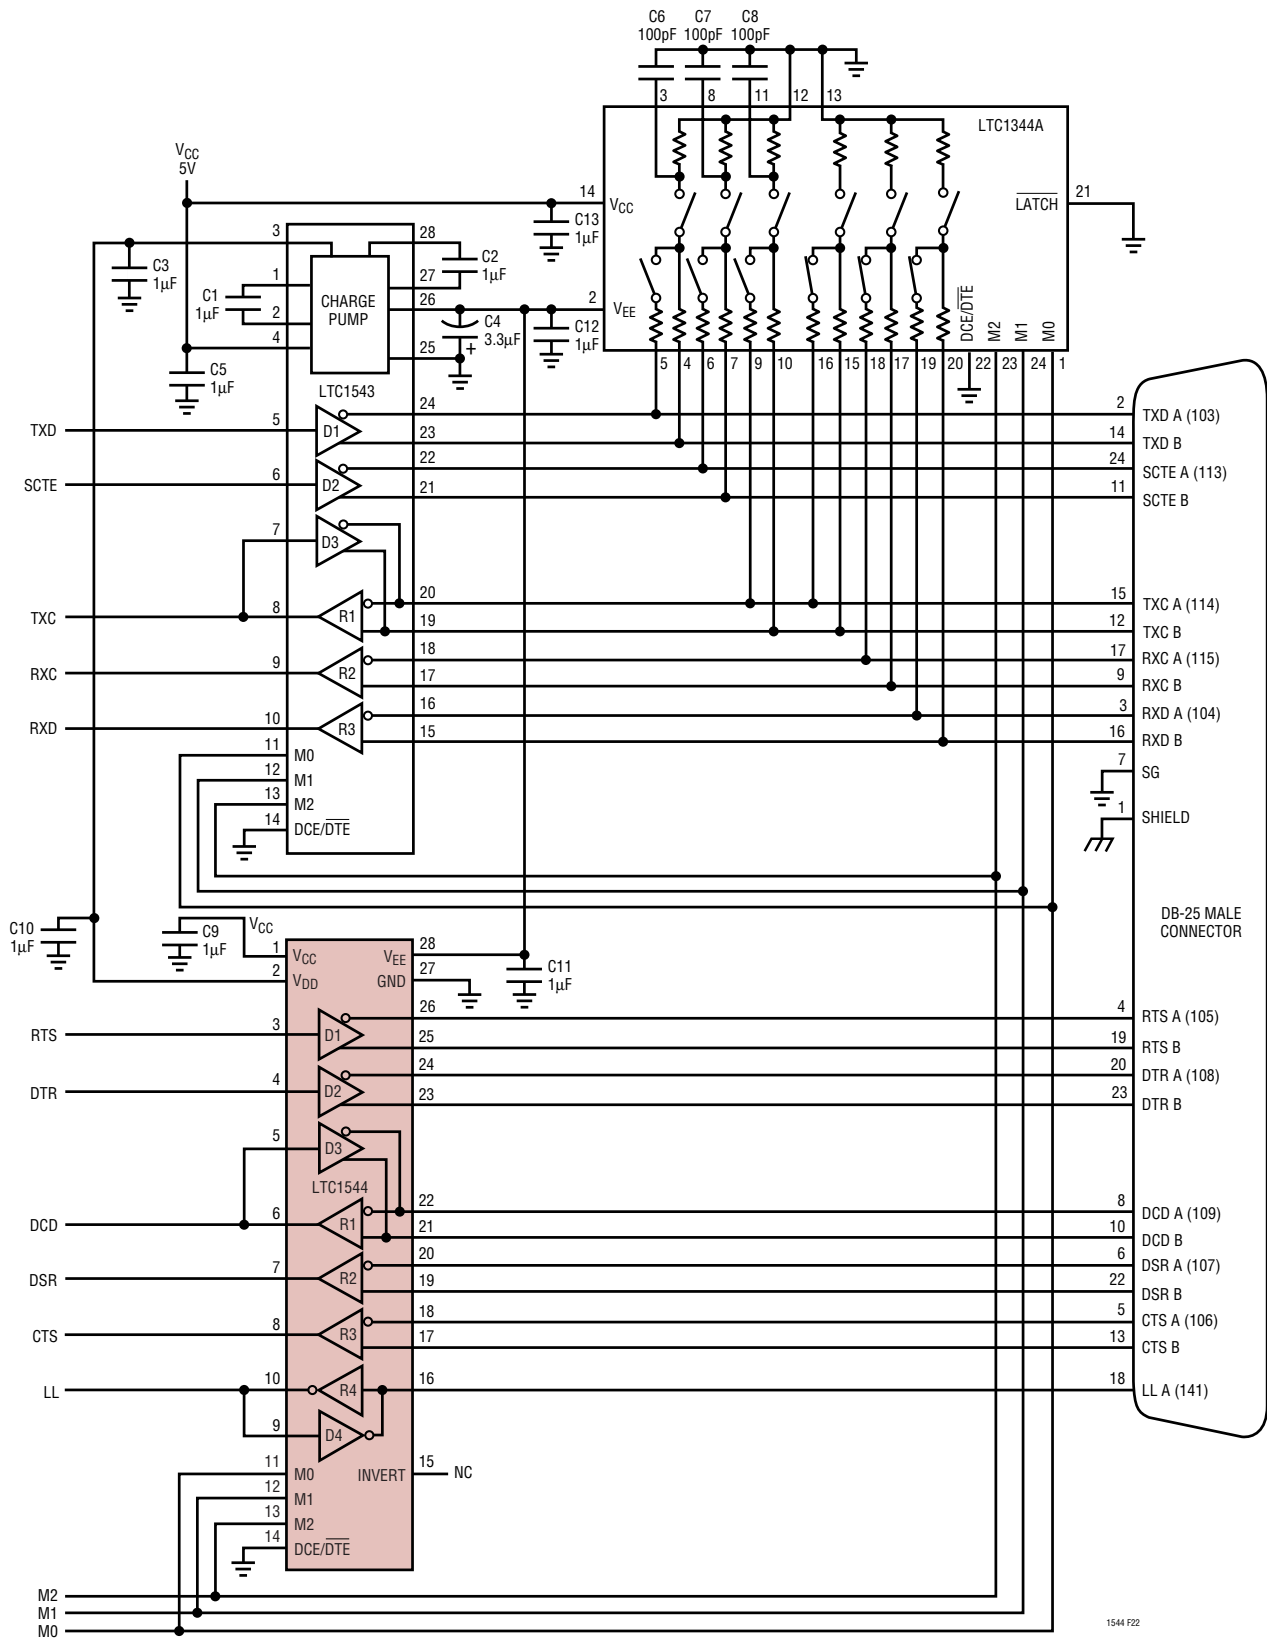 C6 C7 C8
100pF 100pF 100pF
3 8 11 12 13
LTC1344A
VCC
5V
14
VCC
C13
1µF
LATCH
21
3
28
C3
1µF
C2
1µF
1
27
C1
1µF
CHARGE
PUMP
26
2
VEE
2
4
C4
3.3µF
+
C12
1µF
25
DCE/DTE
M2
M1
M0
C5
1µF
5 4 6 7 9 10 16 15 18 17 19 20 22 23 24 1
LTC1543
TXD
5
D1
24
2
TXD A (103)
23
14
TXD B
SCTE
6
D2
22
24
SCTE A (113)
21
11
SCTE B
7
D3
TXC
8
R1
20
15
TXC A (114)
19
12
TXC B
RXC
9
R2
18
17
RXC A (115)
17
9
RXC B
RXD
10
R3
16
3
RXD A (104)
15
16
RXD B
11
M0
7
SG
12
M1
13
M2
1
SHIELD
14
DCE/DTE
C10
1µF
C9
1µF
VCC
DB-25 MALE
CONNECTOR
1
VCC
VEE
28
2
VDD
GND
27
C11
1µF
RTS
3
D1
26
4
RTS A (105)
25
19
RTS B
DTR
4
D2
24
20
DTR A (108)
23
23
DTR B
5
D3
LTC1544
DCD
6
R1
22
8
DCD A (109)
21
10
DCD B
DSR
7
R2
20
6
DSR A (107)
19
22
DSR B
CTS
8
R3
18
5
CTS A (106)
17
13
CTS B
LL
10
R4
16
18
LL A (141)
9
D4
11
M0
INVERT
15
NC
12
M1
13
M2
14
DCE/DTE
M2
M1
M0
1544 F22